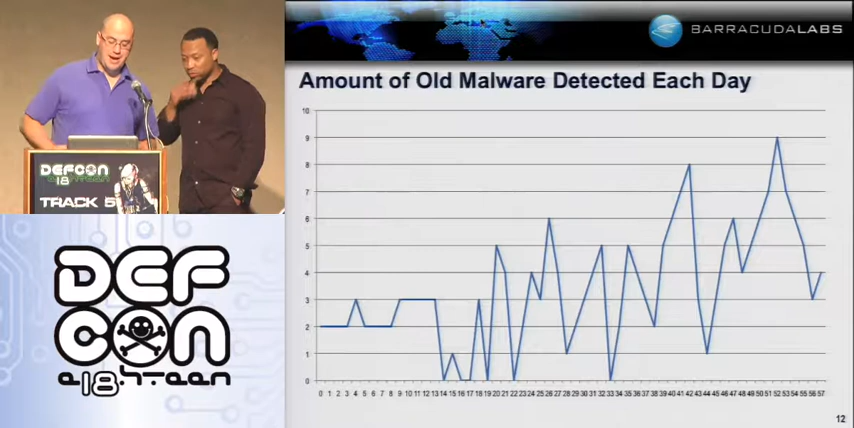 BARRACUDALABS
Amount of Old Malware Detected Each Day
10
9
8
7
6
5
4
3
2
1
0
0 1 2 3 4 5 6 7 8 9 10 11 12 13 14 15 16 17 18 19 20 21 22 23 24 25 26 27 28 29 30 31 32 33 34 35 36 37 38 39 40 41 42 43 44 45 46 47 48 49 50 51 52 53 54 55 56 57
12
DEFCON
18
TRACK 5
DEF
CON
e18hteen